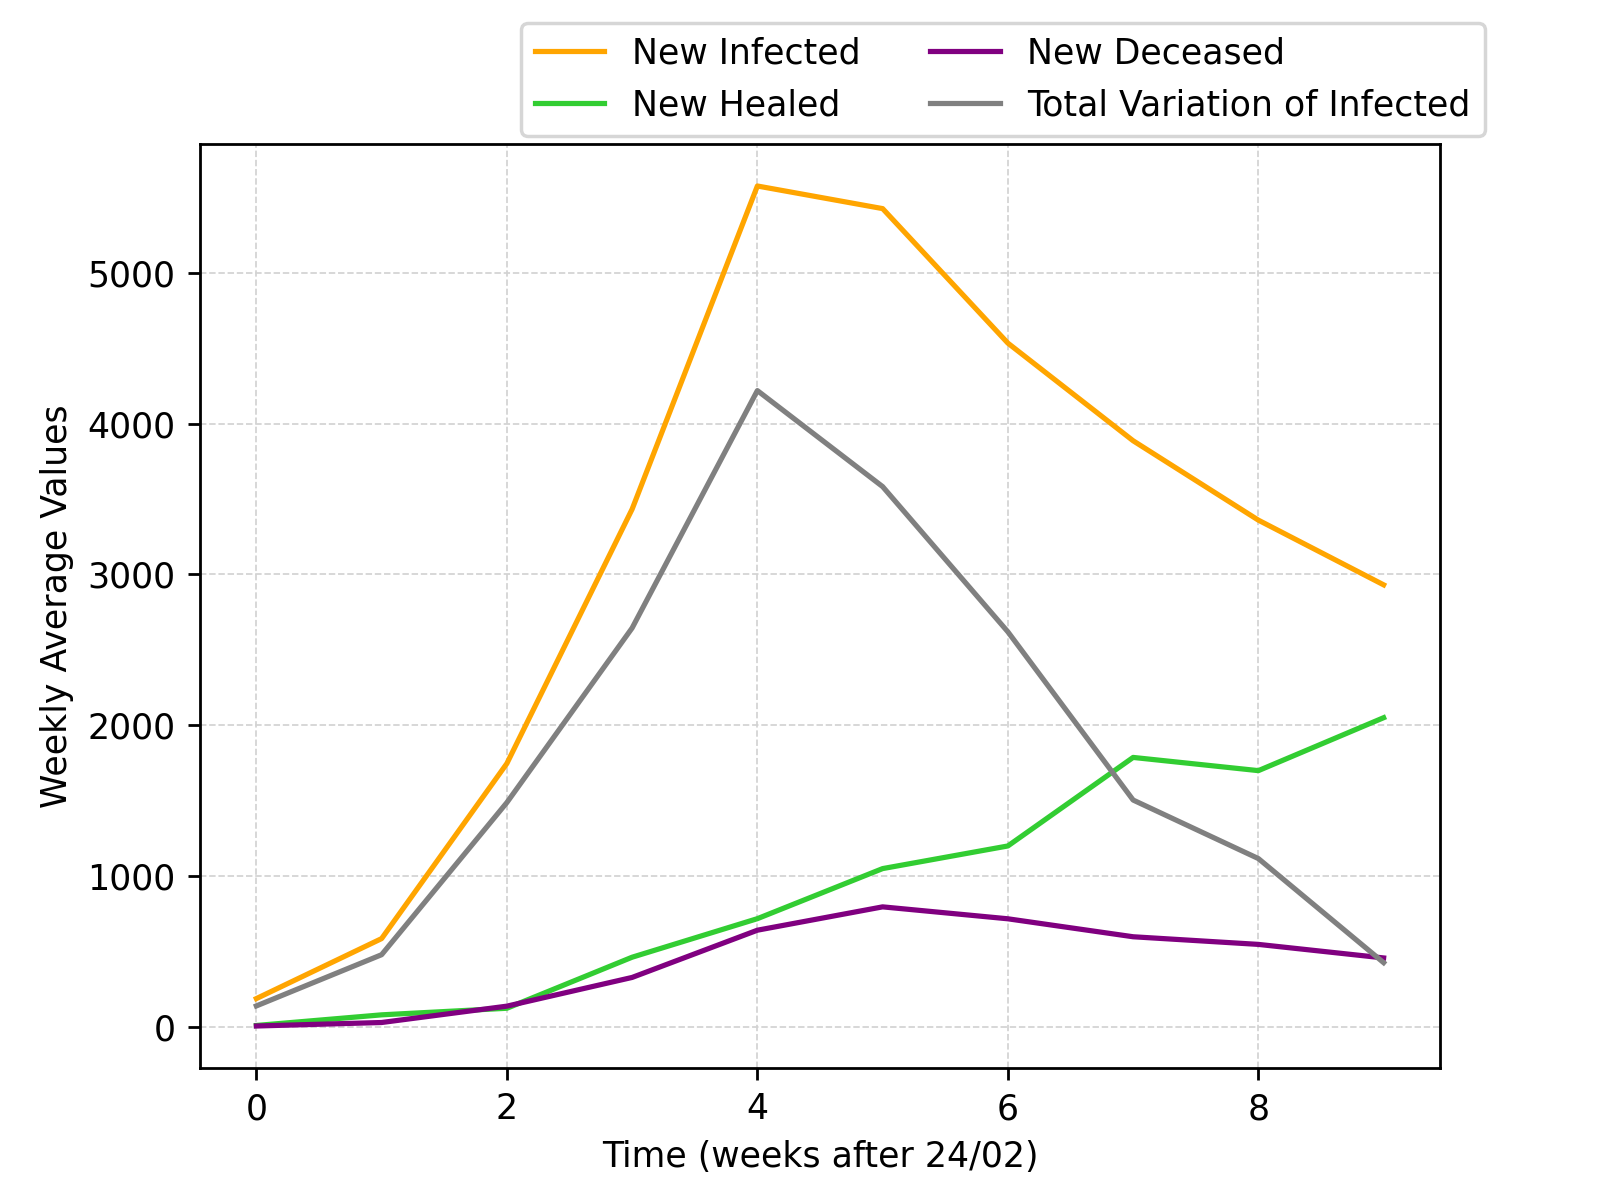 New Infected
New Healed
New Deceased
Total Variation of Infected
Weekly Average Values
5000
4000
3000
2000
1000
0
0 2 4 6 8
Time (weeks after 24/02)